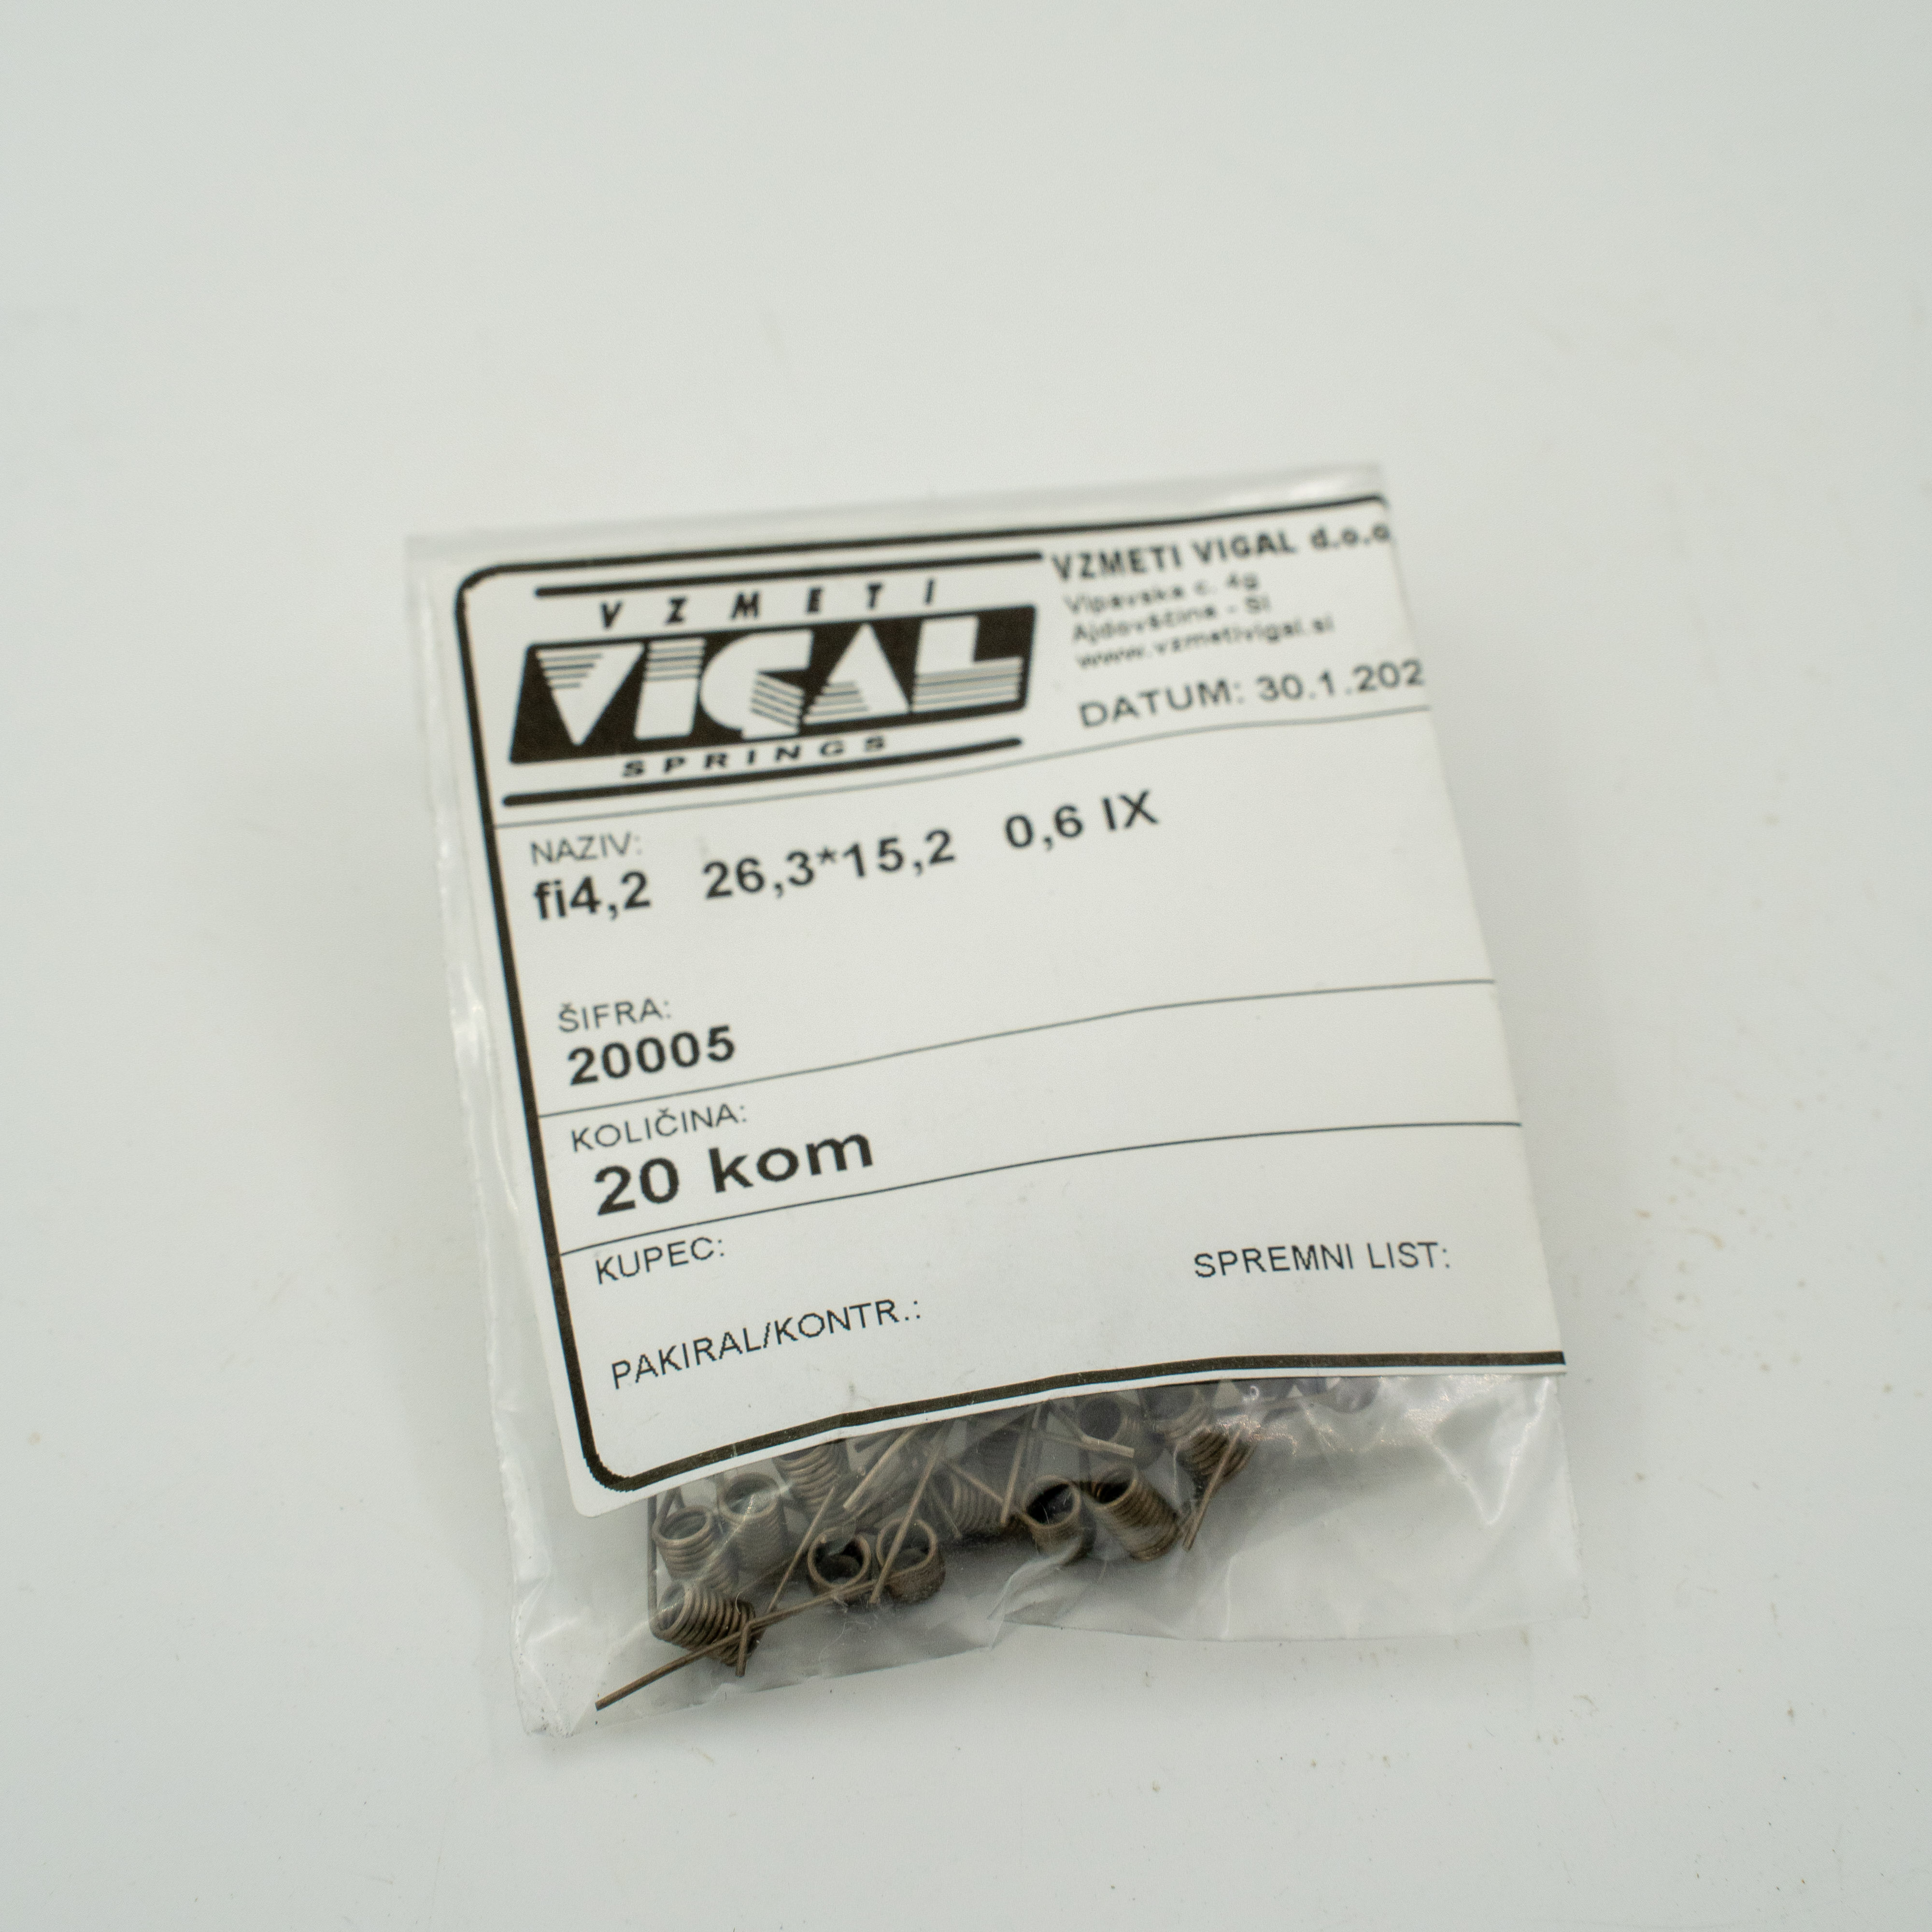 VZMETI
VIGAL
SPRINGS
VZMETI VIGAL d.o.o
Vipavska c. 4g
Ajdovščina - SI
www.vzmetivigal.si
DATUM: 30.1.202
NAZIV:
fi4,2 26,3*15,2 0,6 IX
ŠIFRA:
20005
KOLIČINA:
20 kom
KUPEC:
SPREMNI LIST:
PAKIRAL/KONTR.: